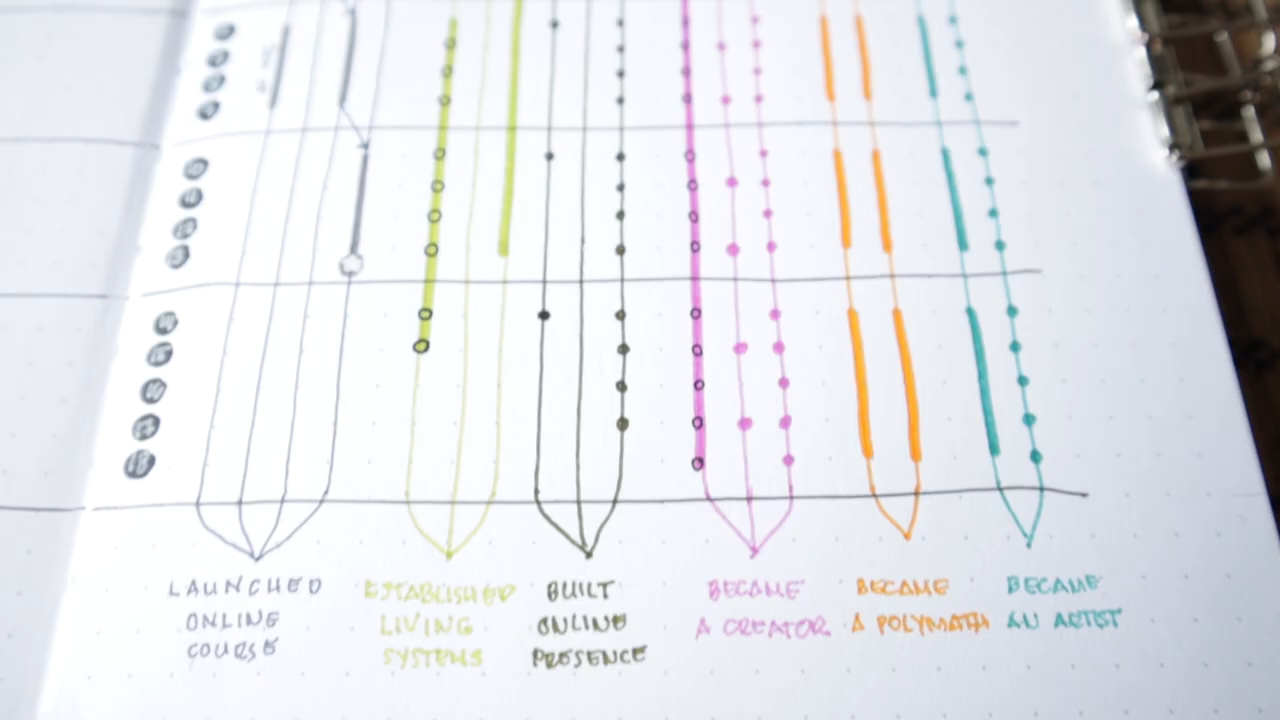 LAUNCHED
ONLINE
COURSE
ESTABLISHED
LIVING
SYSTEMS
BUILT
ONLINE
PRESENCE
BECAME
A CREATOR
BECAME
A POLYMATH
BECAME
AN ARTIST